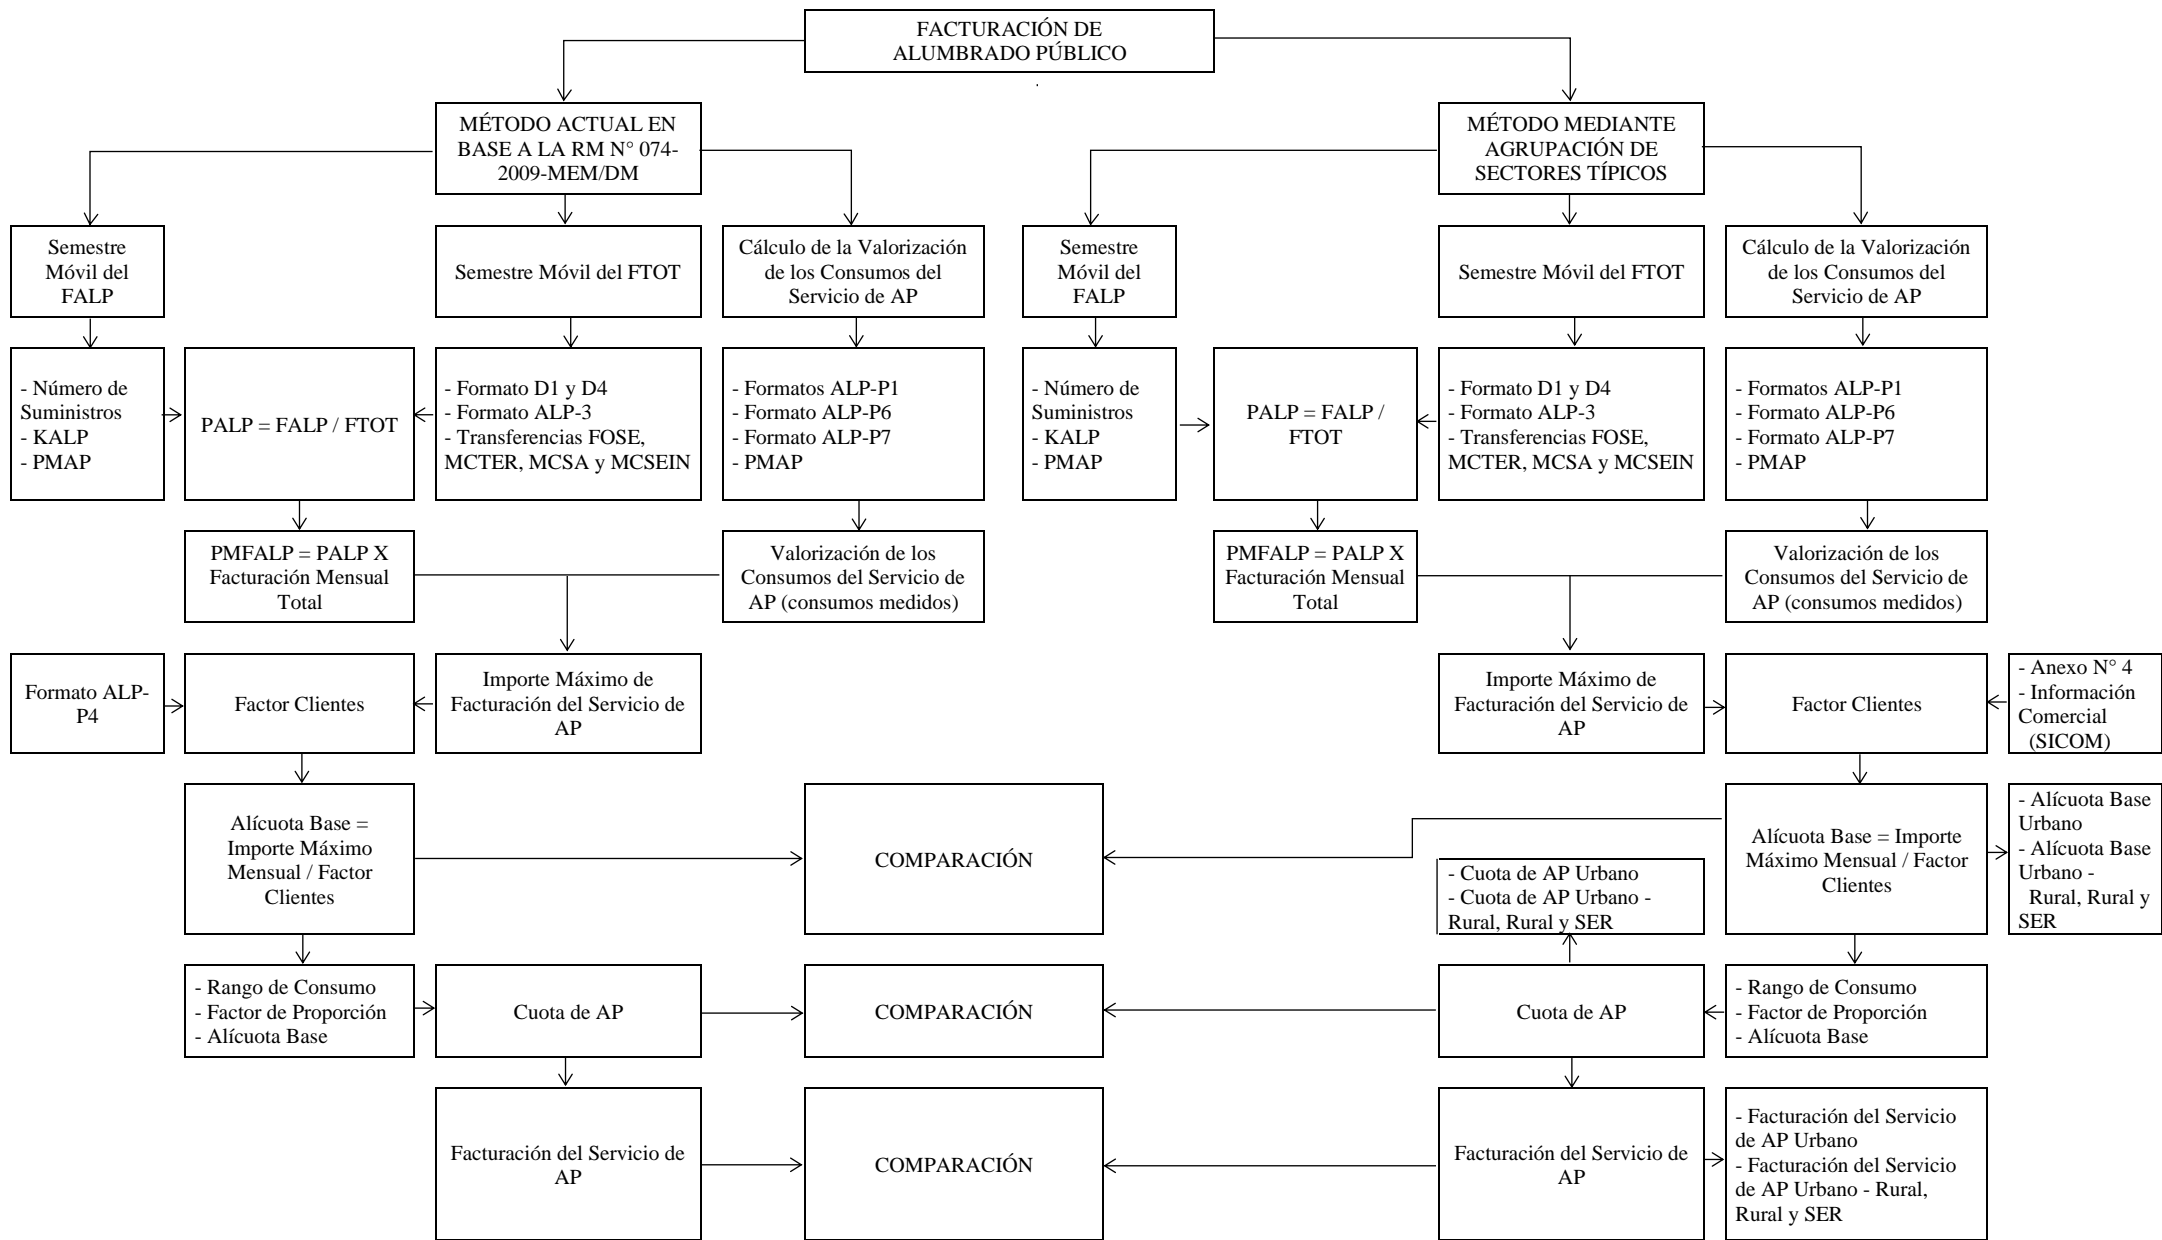 FACTURACIÓN DE
ALUMBRADO PÚBLICO
.
MÉTODO ACTUAL EN
BASE A LA RM N° 074-
2009-MEM/DM
MÉTODO MEDIANTE
AGRUPACIÓN DE
SECTORES TÍPICOS
Semestre
Móvil del
FALP
Semestre Móvil del FTOT
Cálculo de la Valorización
de los Consumos del
Servicio de AP
Semestre
Móvil del
FALP
Semestre Móvil del FTOT
Cálculo de la Valorización
de los Consumos del
Servicio de AP
- Número de
Suministros
- KALP
- PMAP
PALP = FALP / FTOT
- Formato D1 y D4
- Formato ALP-3
- Transferencias FOSE,
MCTER, MCSA y MCSEIN
- Formatos ALP-P1
- Formato ALP-P6
- Formato ALP-P7
- PMAP
- Número de
Suministros
- KALP
- PMAP
PALP = FALP /
FTOT
- Formato D1 y D4
- Formato ALP-3
- Transferencias FOSE,
MCTER, MCSA y MCSEIN
- Formatos ALP-P1
- Formato ALP-P6
- Formato ALP-P7
- PMAP
PMFALP = PALP X
Facturación Mensual
Total
Valorización de los
Consumos del Servicio de
AP (consumos medidos)
PMFALP = PALP X
Facturación Mensual
Total
Valorización de los
Consumos del Servicio de
AP (consumos medidos)
Formato ALP-
P4
Factor Clientes
Importe Máximo de
Facturación del Servicio de
AP
Importe Máximo de
Facturación del Servicio de
AP
Factor Clientes
- Anexo N° 4
- Información
Comercial
(SICOM)
Alícuota Base =
Importe Máximo
Mensual / Factor
Clientes
COMPARACIÓN
- Cuota de AP Urbano
- Cuota de AP Urbano -
Rural, Rural y SER
Alícuota Base = Importe
Máximo Mensual / Factor
Clientes
- Alícuota Base
Urbano
- Alícuota Base
Urbano -
Rural, Rural y
SER
- Rango de Consumo
- Factor de Proporción
- Alícuota Base
Cuota de AP
COMPARACIÓN
Cuota de AP
- Rango de Consumo
- Factor de Proporción
- Alícuota Base
Facturación del Servicio de
AP
COMPARACIÓN
Facturación del Servicio de
AP
- Facturación del Servicio
de AP Urbano
- Facturación del Servicio
de AP Urbano - Rural,
Rural y SER